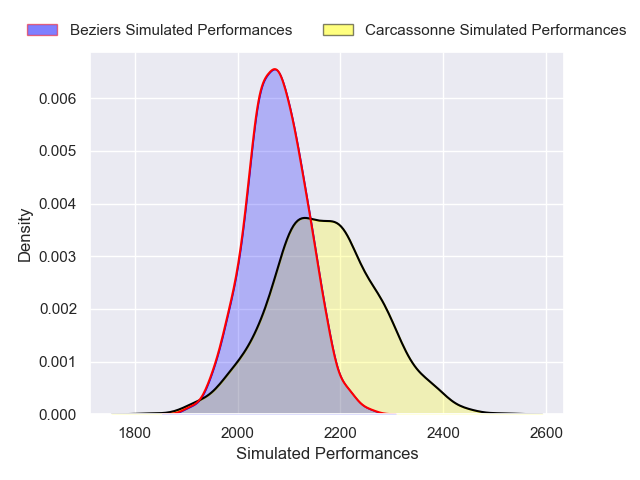 Beziers Simulated Performances Carcassonne Simulated Performances
0.006
0.005
0.004
0.003
0.002
0.001
0.000
Density
1800 2000 2200 2400 2600
Simulated Performances